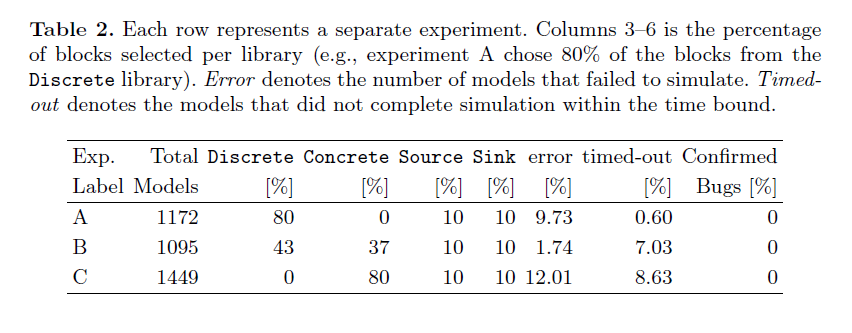 Table 2. Each row represents a separate experiment. Columns 3–6 is the percentage
of blocks selected per library (e.g., experiment A chose 80% of the blocks from the
Discrete library). Error denotes the number of models that failed to simulate. Timed-
out denotes the models that did not complete simulation within the time bound.
Exp. Total Discrete Concrete Source Sink error timed-out Confirmed
Label Models [%] [%] [%] [%] [%] [%] Bugs [%]
A 1172 80 0 10 10 9.73 0.60 0
B 1095 43 37 10 10 1.74 7.03 0
C 1449 0 80 10 10 12.01 8.63 0